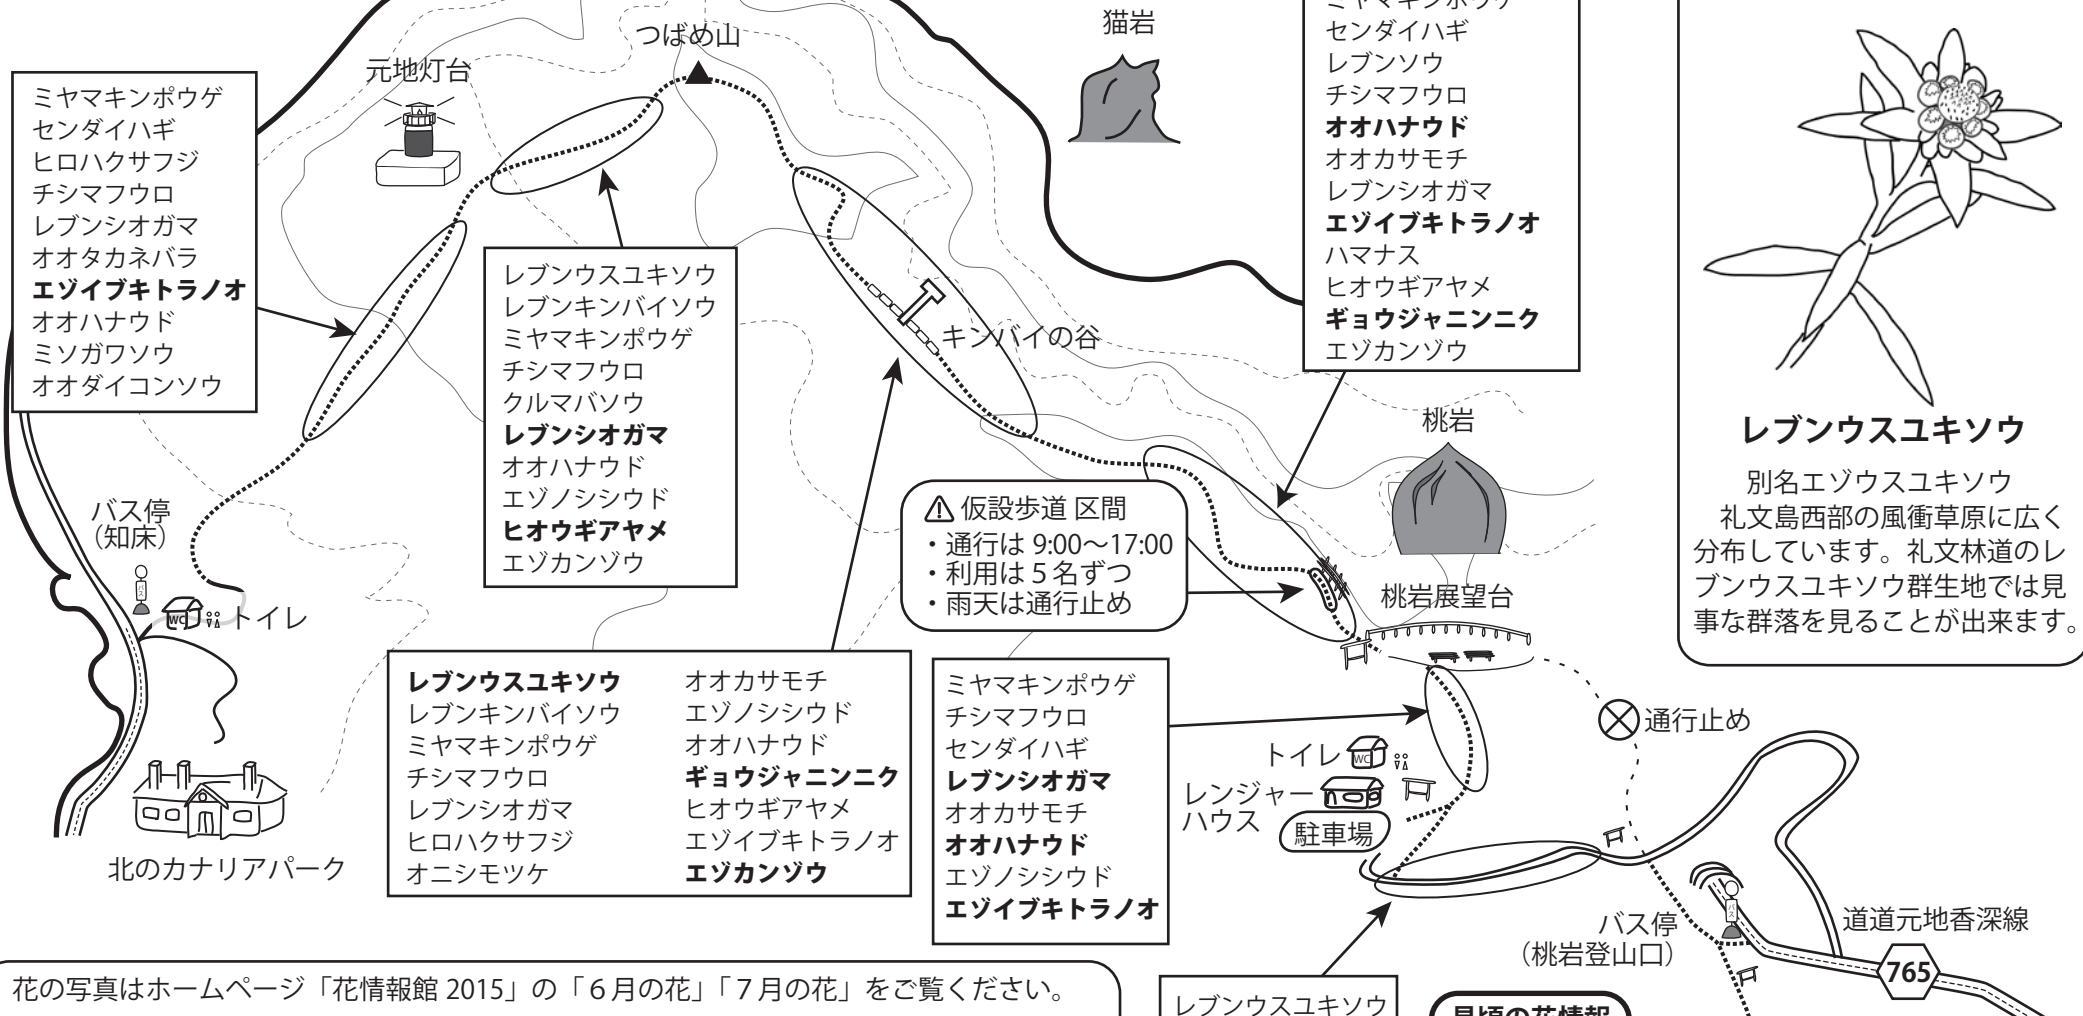 つばめ山
元地灯台
猫岩
ミヤマキンポウゲ
センダイハギ
ヒロハクサフジ
チシマフウロ
レブンシオガマ
オオタカネバラ
エゾイブキトラノオ
オオハナウド
ミソガワソウ
オオダイコンソウ
レブンウスユキソウ
レブンキンバイソウ
ミヤマキンポウゲ
チシマフウロ
クルマバソウ
レブンシオガマ
オオハナウド
エゾノシシウド
ヒオウギアヤメ
エゾカンゾウ
キンバイの谷
ミヤマキンポウゲ
センダイハギ
レブンソウ
チシマフウロ
オオハナウド
オオカサモチ
レブンシオガマ
エゾイブキトラノオ
ハマナス
ヒオウギアヤメ
ギョウジャニンニク
エゾカンゾウ
レブンウスユキソウ
別名エゾウスユキソウ
礼文島西部の風衝草原に広く
分布しています。礼文林道のレ
ブンウスユキソウ群生地では見
事な群落を見ることが出来ます。
桃岩
桃岩展望台
仮設歩道 区間
・通行は 9:00～17:00
・利用は５名ずつ
・雨天は通行止め
バス停
（知床）
バス
WC
トイレ
北のカナリアパーク
レブンウスユキソウ
レブンキンバイソウ
ミヤマキンポウゲ
チシマフウロ
レブンシオガマ
ヒロハクサフジ
オニシモツケ
オオカサモチ
エゾノシシウド
オオハナウド
ギョウジャニンニク
ヒオウギアヤメ
エゾイブキトラノオ
エゾカンゾウ
ミヤマキンポウゲ
チシマフウロ
センダイハギ
レブンシオガマ
オオカサモチ
オオハナウド
エゾノシシウド
エゾイブキトラノオ
通行止め
トイレ
WC
レンジャー
ハウス
駐車場
バス停
（桃岩登山口）
バス
道道元地香深線
765
花の写真はホームページ「花情報館 2015」の「６月の花」「７月の花」をご覧ください。
レブンウスユキソウ
見頃の花情報